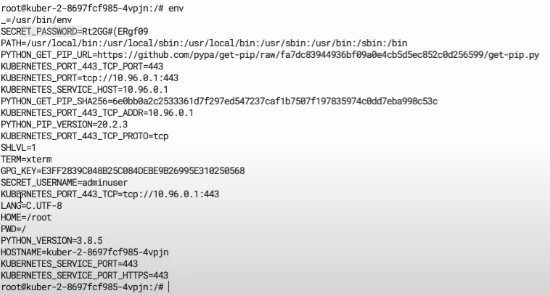 root@kuber-2-8697fcf985-4vpjn:/# env
_=/usr/bin/env
SECRET_PASSWORD=Rt2GG#(ERgf09
PATH=/usr/local/bin:/usr/local/sbin:/usr/local/bin:/usr/sbin:/usr/bin:/sbin:/bin
PYTHON_GET_PIP_URL=https://github.com/pypa/get-pip/raw/fa7dc83944936bf09a0e4cb5d5ec852c0d256599/get-pip.py
KUBERNETES_PORT_443_TCP_PORT=443
KUBERNETES_PORT=tcp://10.96.0.1:443
KUBERNETES_SERVICE_HOST=10.96.0.1
PYTHON_GET_PIP_SHA256=6e0bb0a2c2533361d7f297ed547237caf1b7507f197835974c0dd7eba998c53c
KUBERNETES_PORT_443_TCP_ADDR=10.96.0.1
PYTHON_PIP_VERSION=20.2.3
KUBERNETES_PORT_443_TCP_PROTO=tcp
SHLVL=1
TERM=xterm
GPG_KEY=E3FF2839C048B25C084DEBE9B26995E310250568
SECRET_USERNAME=adminuser
KUBERNETES_PORT_443_TCP=tcp://10.96.0.1:443
LANG=C.UTF-8
HOME=/root
PWD=/
PYTHON_VERSION=3.8.5
HOSTNAME=kuber-2-8697fcf985-4vpjn
KUBERNETES_SERVICE_PORT=443
KUBERNETES_SERVICE_PORT_HTTPS=443
root@kuber-2-8697fcf985-4vpjn:/#